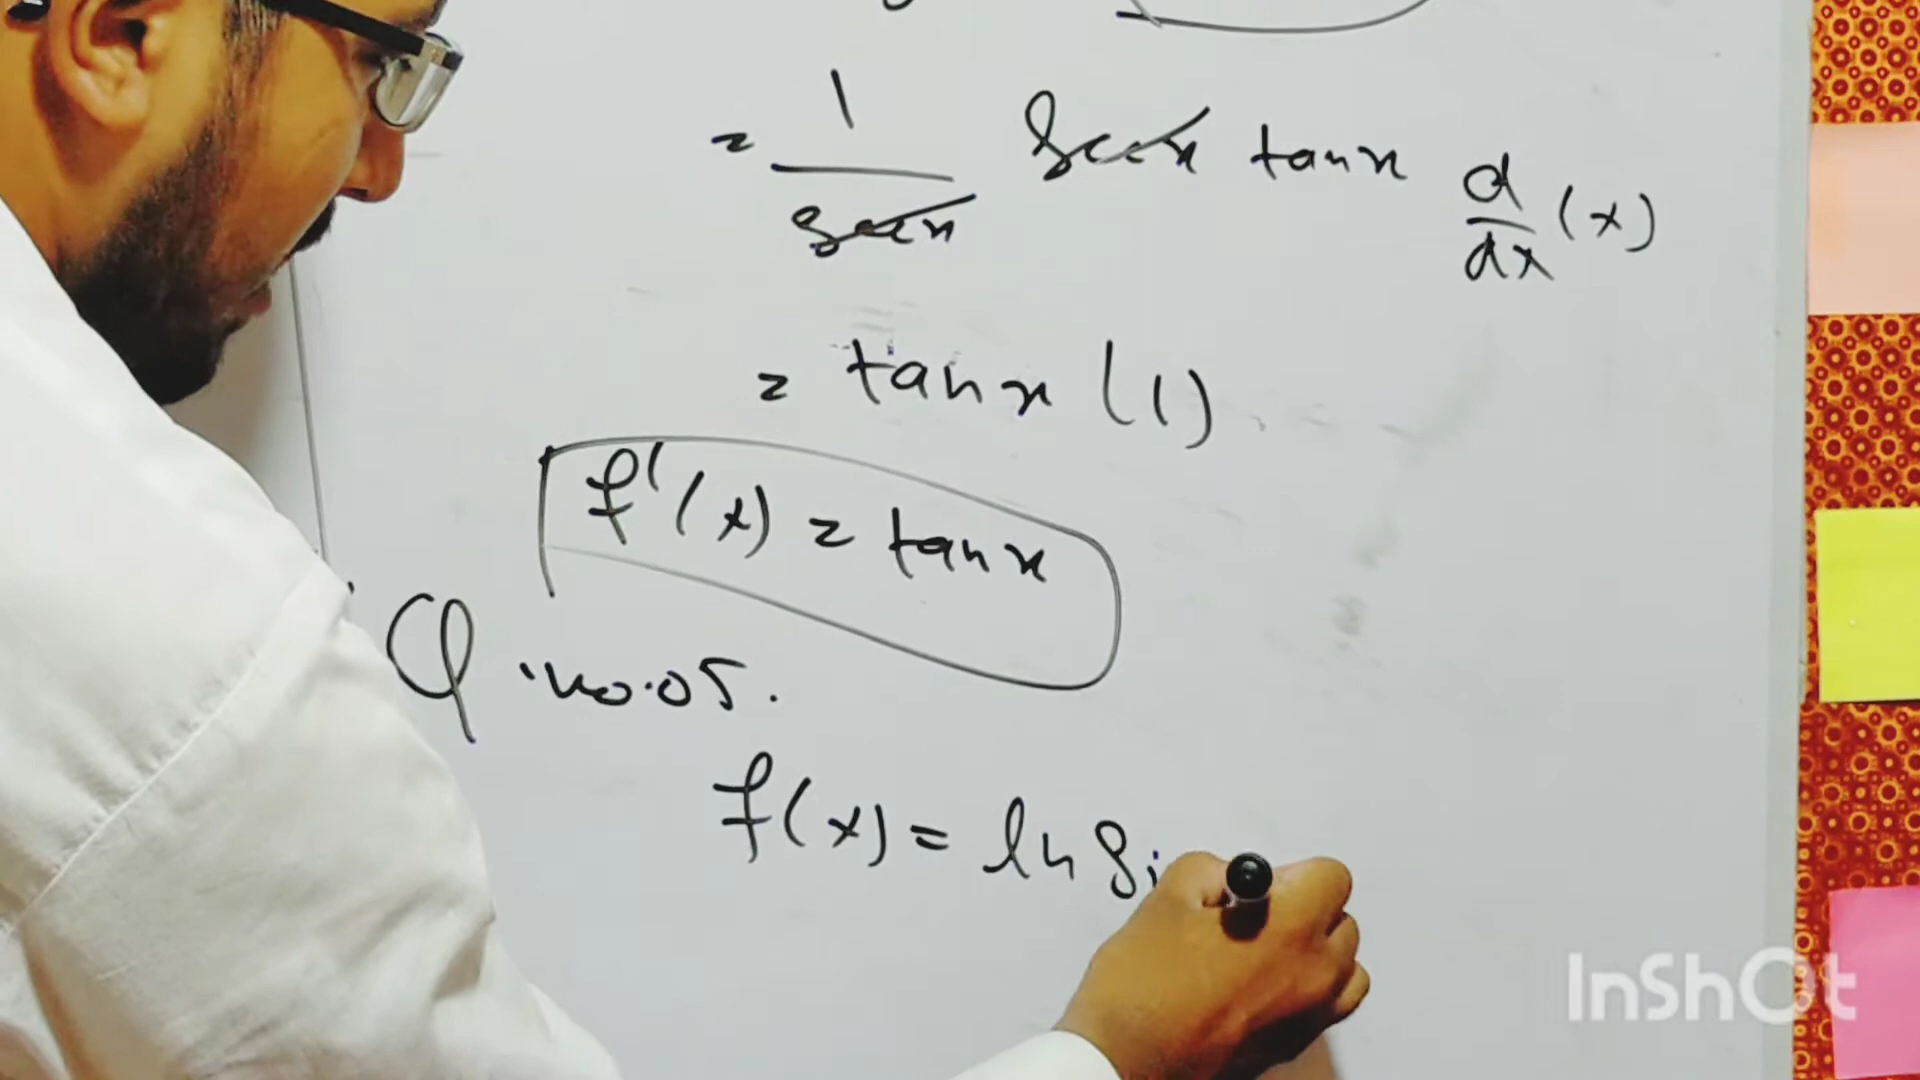 = 1/secx secx tanx d/dx (x)
= tanx (1)
f'(x) = tanx
Q.no.05.
f(x) = ln Si
InShot